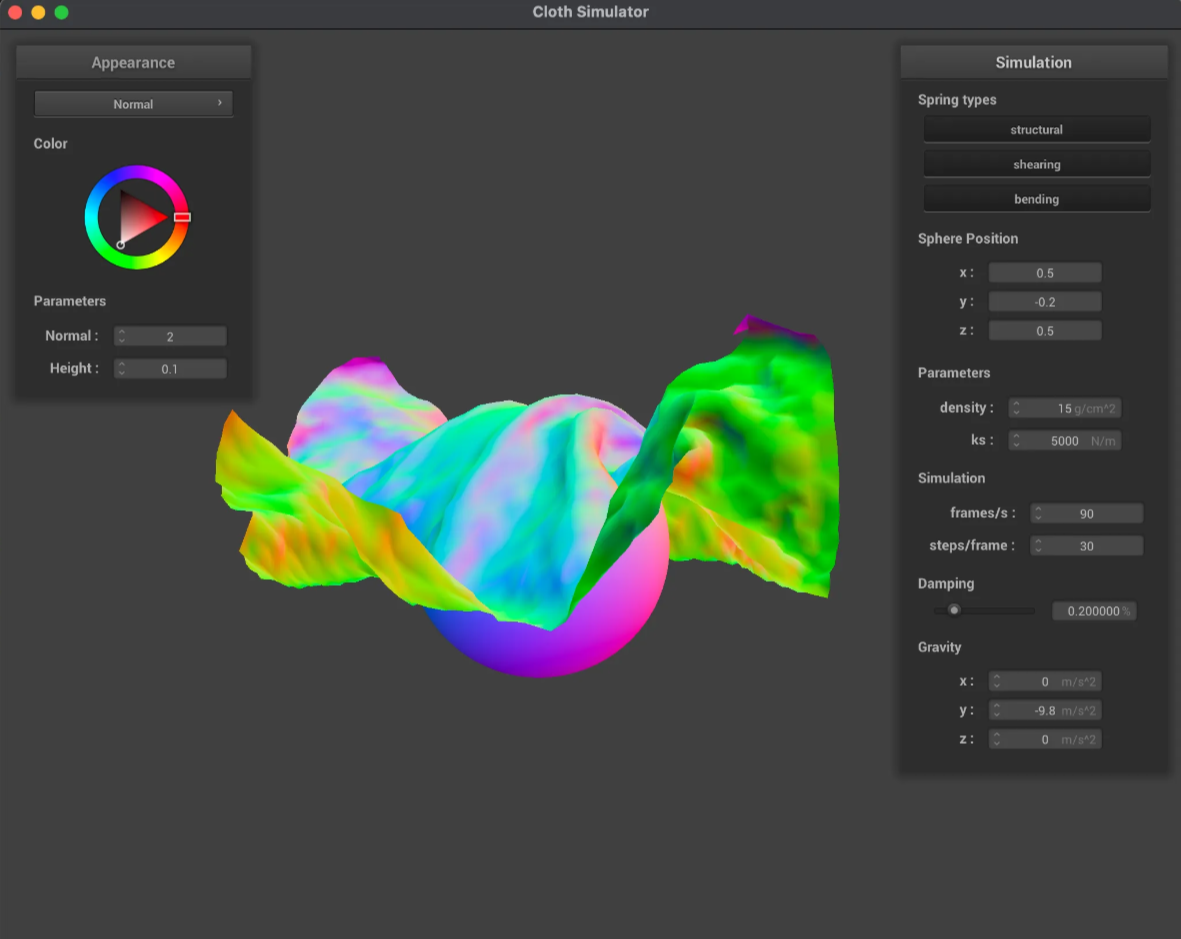 Cloth Simulator
Appearance
Normal
Color
Parameters
Normal : 2
Height : 0.1
Simulation
Spring types
structural
shearing
bending
Sphere Position
x : 0.5
y : -0.2
z : 0.5
Parameters
density : 15 g/cm^2
ks : 5000 N/m
Simulation
frames/s : 90
steps/frame : 30
Damping
0.200000 %
Gravity
x : 0 m/s^2
y : -9.8 m/s^2
z : 0 m/s^2